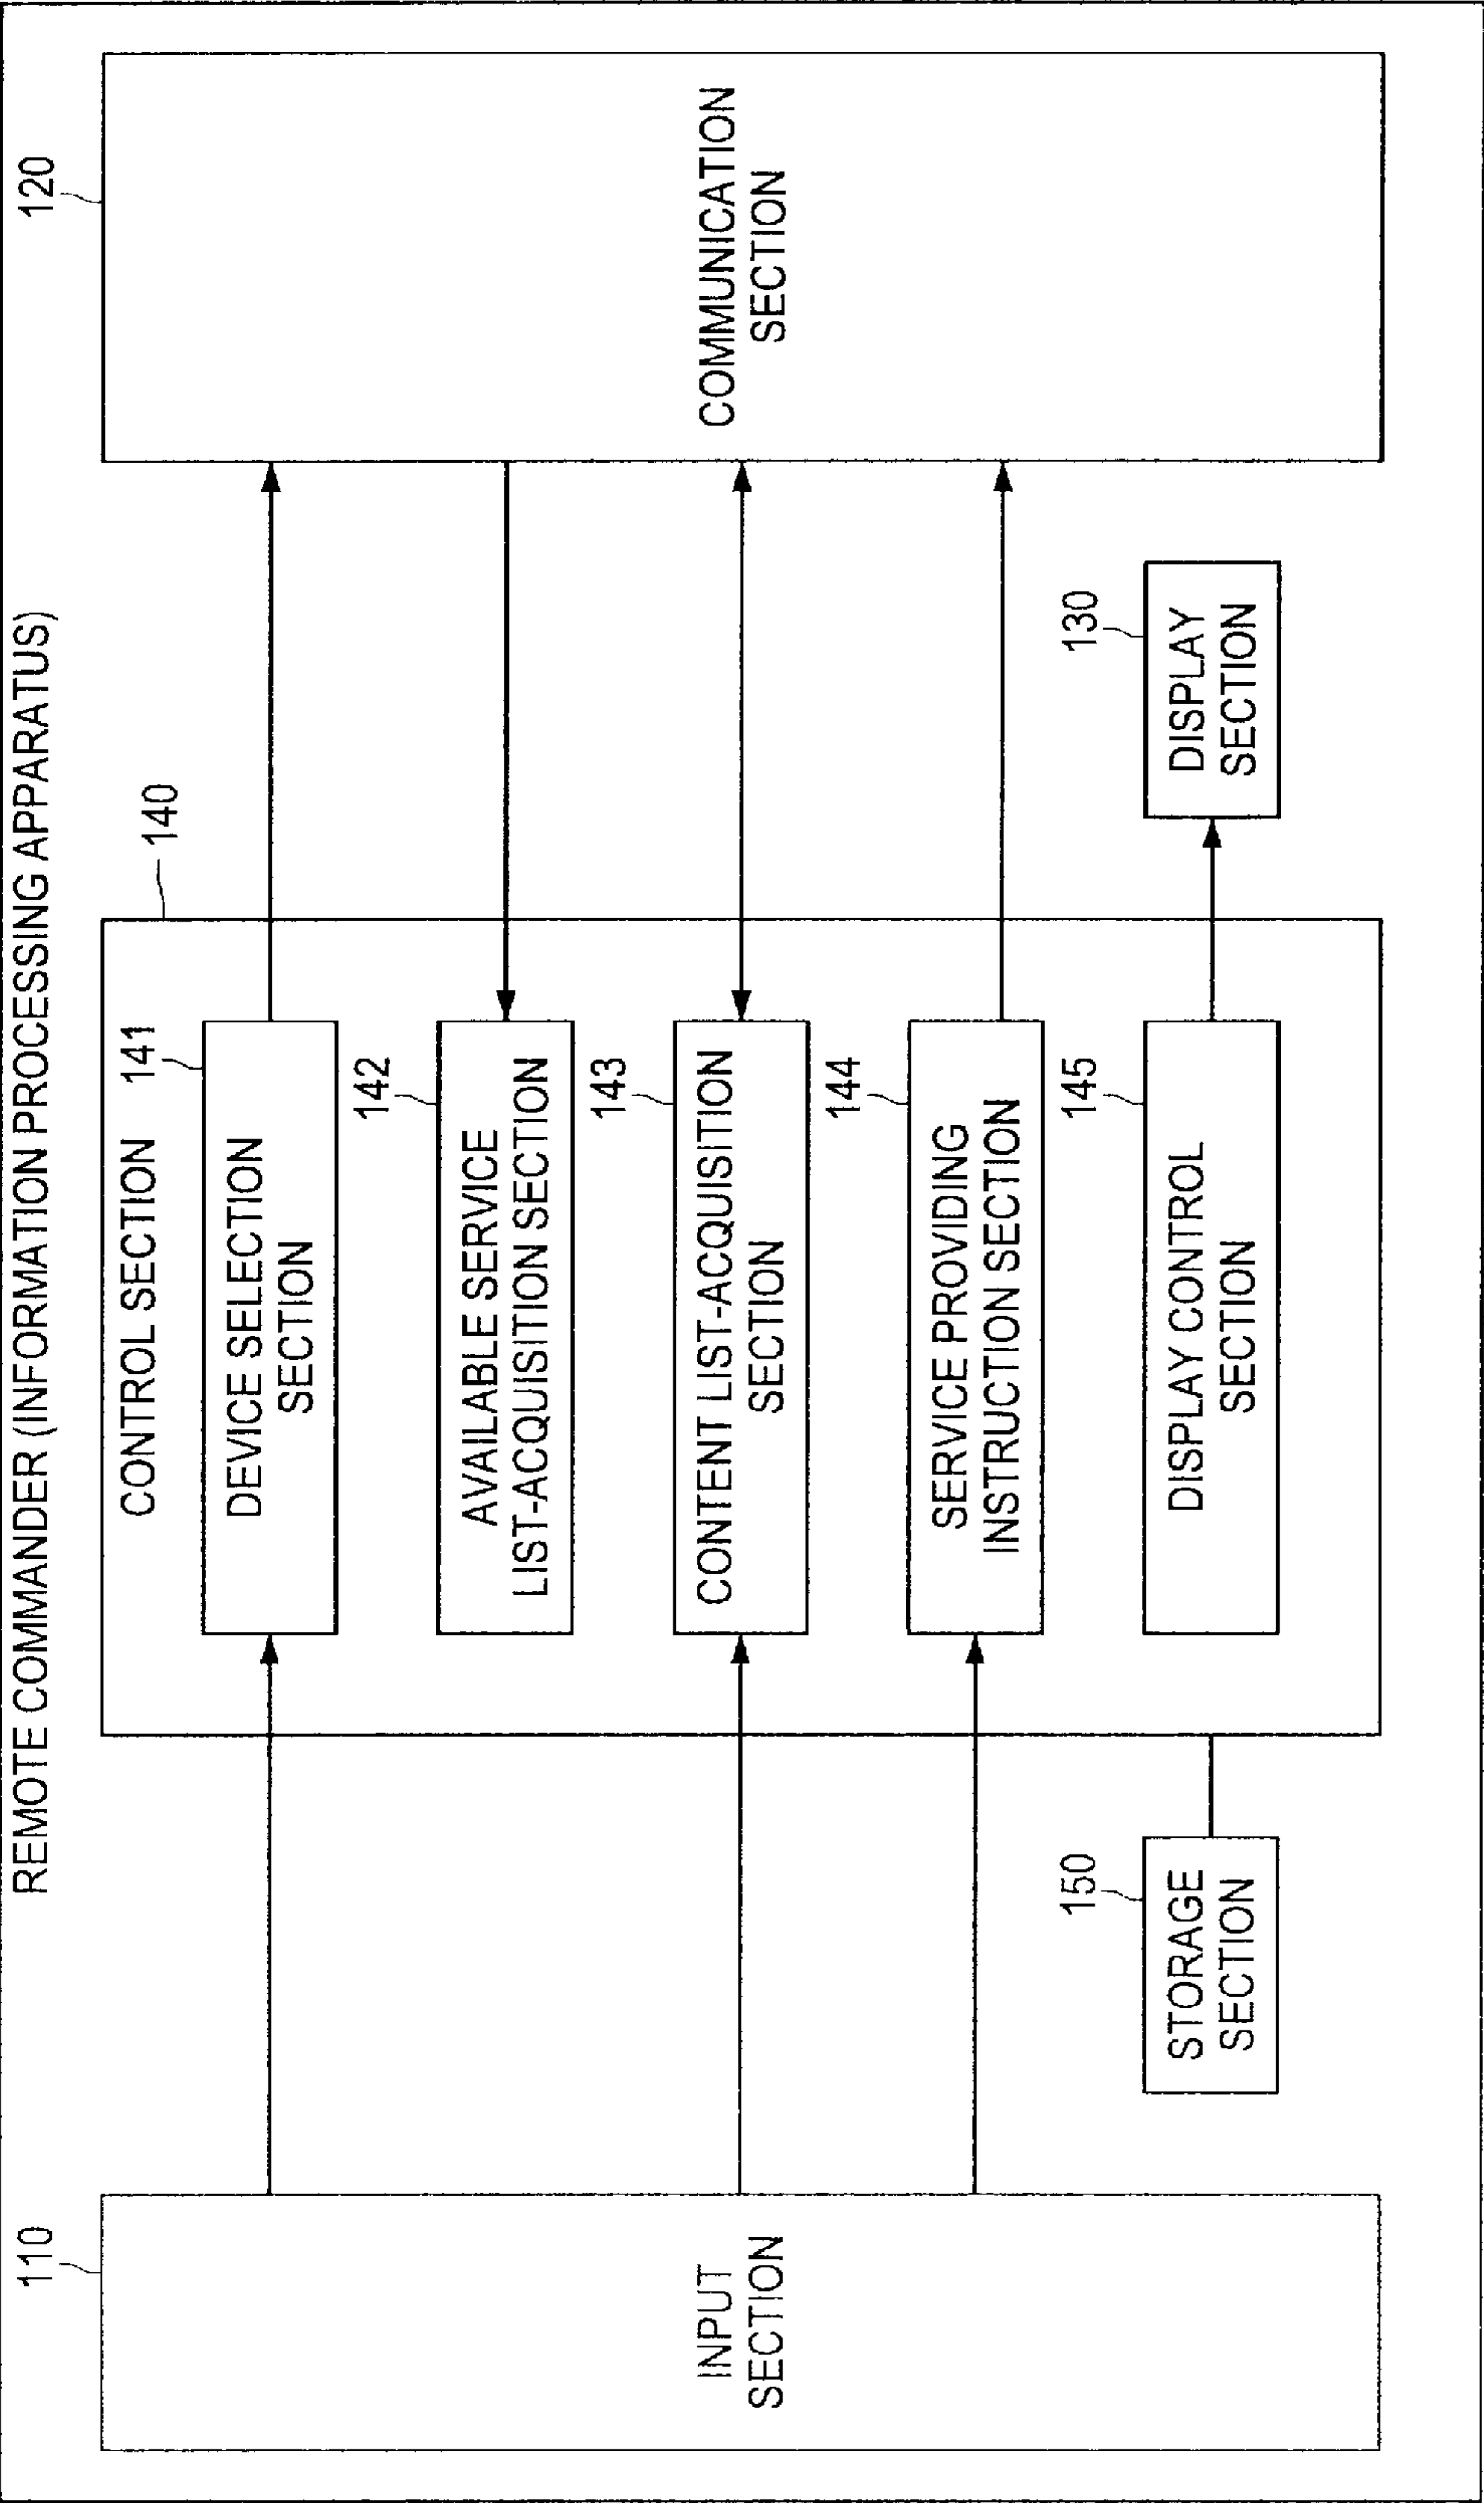 REMOTE COMMANDER (INFORMATION PROCESSING APPARATUS)
110
INPUT
SECTION
140
CONTROL SECTION
141
DEVICE SELECTION
SECTION
142
AVAILABLE SERVICE
LIST-ACQUISITION SECTION
143
CONTENT LIST-ACQUISITION
SECTION
144
SERVICE PROVIDING
INSTRUCTION SECTION
145
DISPLAY CONTROL
SECTION
150
STORAGE
SECTION
130
DISPLAY
SECTION
120
COMMUNICATION
SECTION